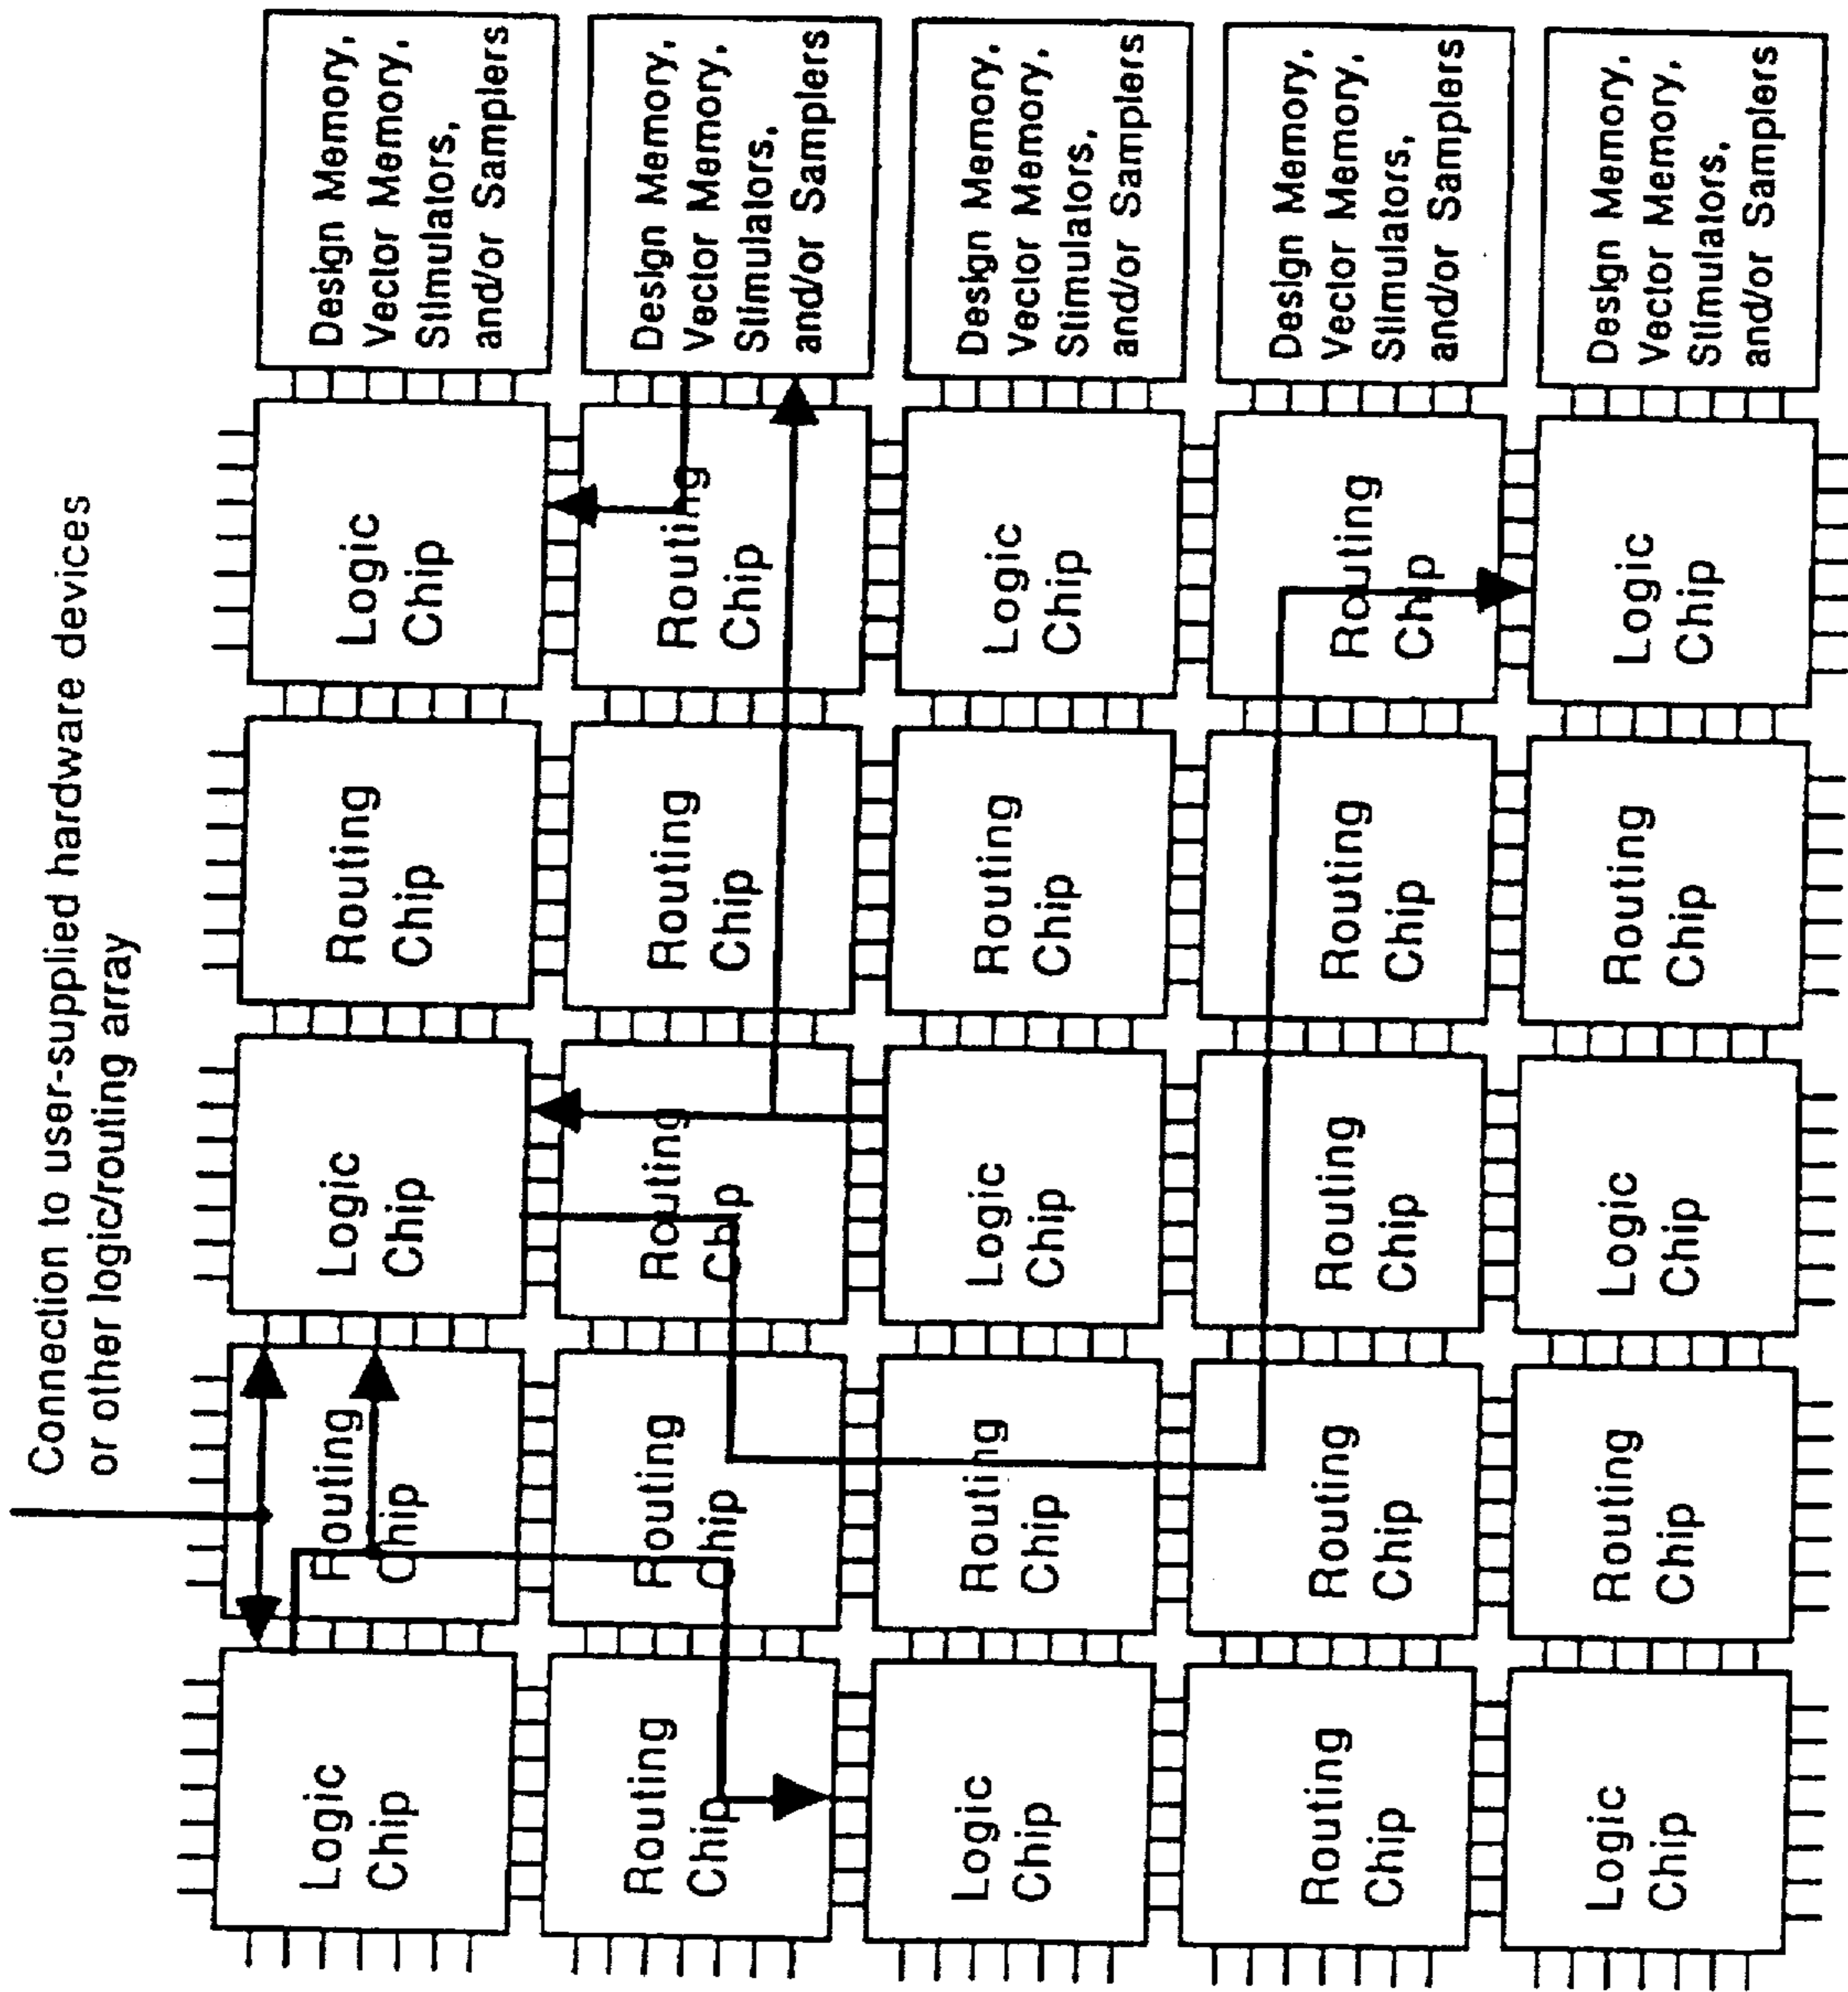 Connection to user-supplied hardware devices
or other logic/routing array
Logic
Chip
Routing
Chip
Logic
Chip
Routing
Chip
Logic
Chip
Design Memory,
Vector Memory,
Stimulators,
and/or Samplers
Routing
Chip
Routing
Chip
Routing
Chip
Routing
Chip
Routing
Chip
Design Memory,
Vector Memory,
Stimulators,
and/or Samplers
Logic
Chip
Routing
Chip
Logic
Chip
Routing
Chip
Logic
Chip
Design Memory,
Vector Memory,
Stimulators,
and/or Samplers
Routing
Chip
Routing
Chip
Routing
Chip
Routing
Chip
Routing
Chip
Design Memory,
Vector Memory,
Stimulators,
and/or Samplers
Logic
Chip
Routing
Chip
Logic
Chip
Routing
Chip
Logic
Chip
Design Memory,
Vector Memory,
Stimulators,
and/or Samplers